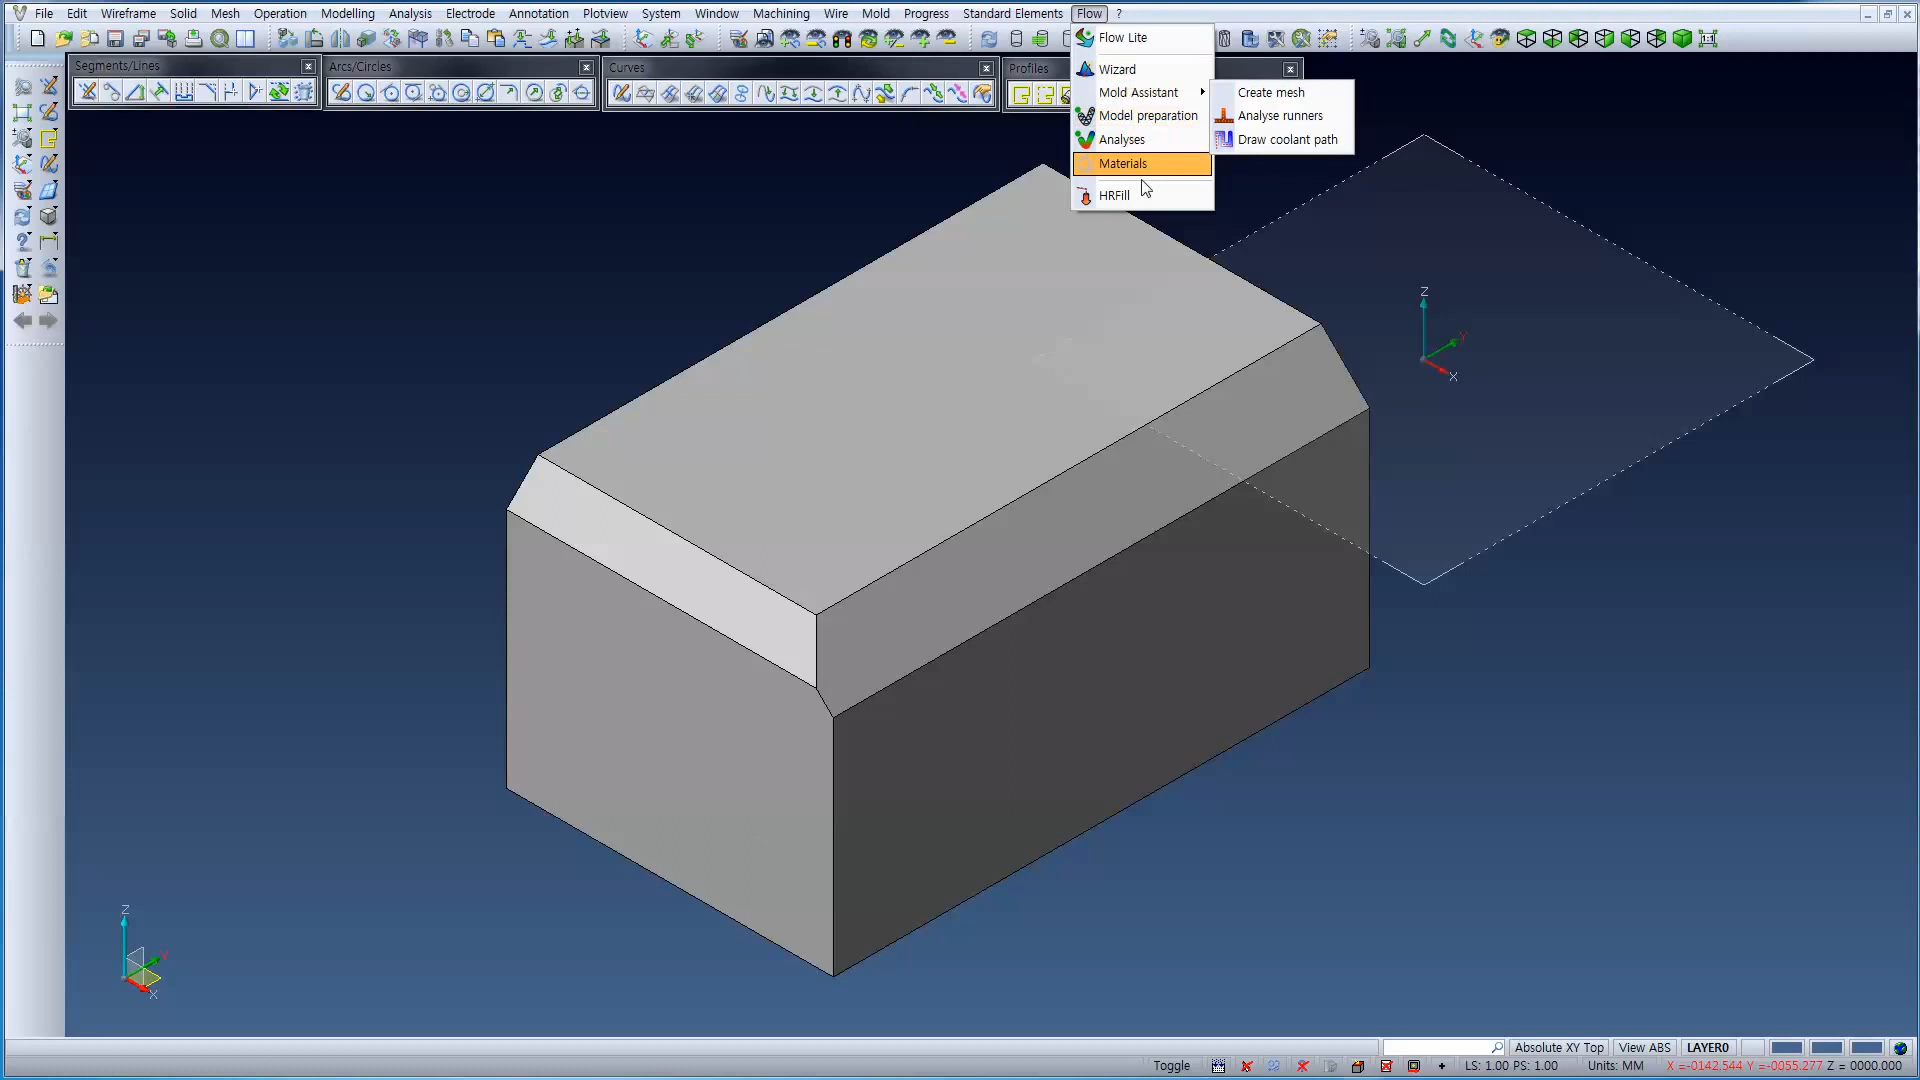 File Edit Wireframe Solid Mesh Operation Modelling Analysis Electrode Annotation Plotview System Window Machining Wire Mold Progress Standard Elements Flow ?
Segments/Lines
Arcs/Circles
Curves
Profiles
Flow Lite
Wizard
Mold Assistant
Model preparation
Analyses
Materials
HRFill
Create mesh
Analyse runners
Draw coolant path
Z
Y
X
Z
Y
X
Absolute XY Top View ABS LAYER0
Toggle LS: 1.00 PS: 1.00 Units: MM X =-0142.544 Y =-0055.277 Z = 0000.000
1:1